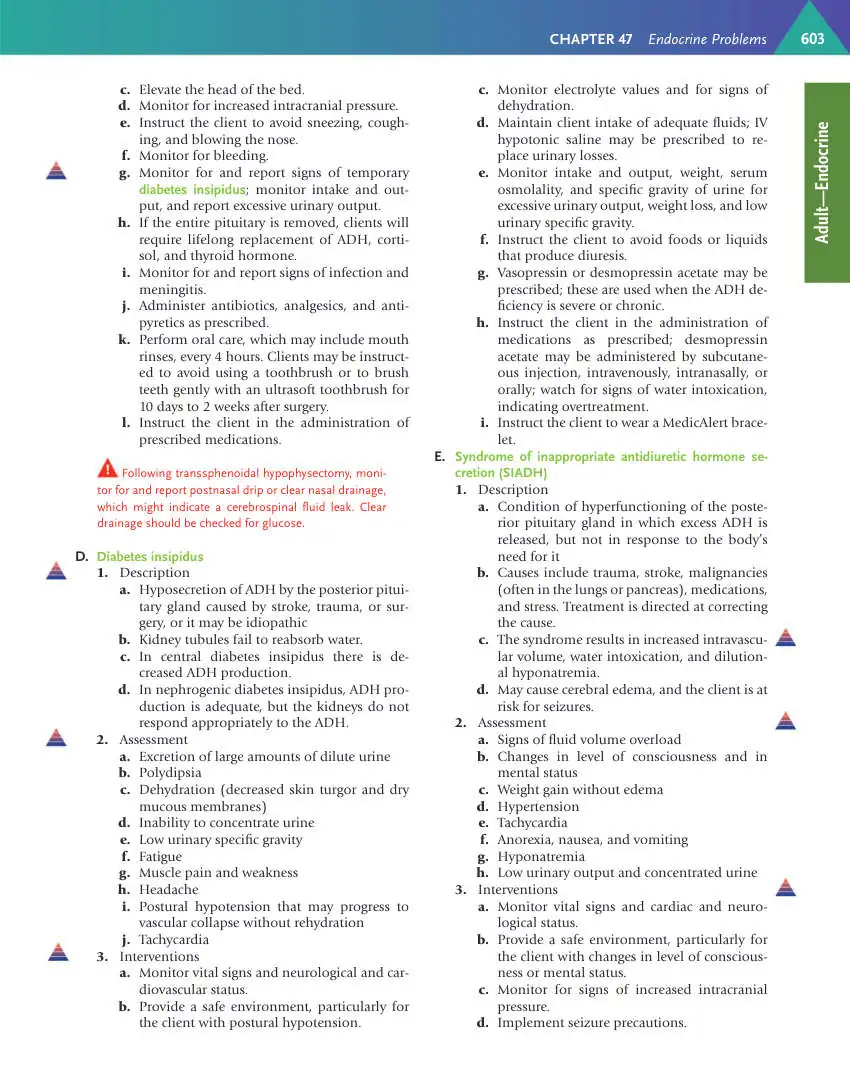 CHAPTER 47 Endocrine Problems 603
c. Elevate the head of the bed.
d. Monitor for increased intracranial pressure.
e. Instruct the client to avoid sneezing, cough-
ing, and blowing the nose.
f. Monitor for bleeding.
g. Monitor for and report signs of temporary
diabetes insipidus; monitor intake and out-
put, and report excessive urinary output.
h. If the entire pituitary is removed, clients will
require lifelong replacement of ADH, corti-
sol, and thyroid hormone.
i. Monitor for and report signs of infection and
meningitis.
j. Administer antibiotics, analgesics, and anti-
pyretics as prescribed.
k. Perform oral care, which may include mouth
rinses, every 4 hours. Clients may be instruct-
ed to avoid using a toothbrush or to brush
teeth gently with an ultrasoft toothbrush for
10 days to 2 weeks after surgery.
l. Instruct the client in the administration of
prescribed medications.
Following transsphenoidal hypophysectomy, moni-
tor for and report postnasal drip or clear nasal drainage,
which might indicate a cerebrospinal fluid leak. Clear
drainage should be checked for glucose.
D. Diabetes insipidus
1. Description
a. Hyposecretion of ADH by the posterior pitui-
tary gland caused by stroke, trauma, or sur-
gery, or it may be idiopathic
b. Kidney tubules fail to reabsorb water.
c. In central diabetes insipidus there is de-
creased ADH production.
d. In nephrogenic diabetes insipidus, ADH pro-
duction is adequate, but the kidneys do not
respond appropriately to the ADH.
2. Assessment
a. Excretion of large amounts of dilute urine
b. Polydipsia
c. Dehydration (decreased skin turgor and dry
mucous membranes)
d. Inability to concentrate urine
e. Low urinary specific gravity
f. Fatigue
g. Muscle pain and weakness
h. Headache
i. Postural hypotension that may progress to
vascular collapse without rehydration
j. Tachycardia
3. Interventions
a. Monitor vital signs and neurological and car-
diovascular status.
b. Provide a safe environment, particularly for
the client with postural hypotension.
c. Monitor electrolyte values and for signs of
dehydration.
d. Maintain client intake of adequate fluids; IV
hypotonic saline may be prescribed to re-
place urinary losses.
e. Monitor intake and output, weight, serum
osmolality, and specific gravity of urine for
excessive urinary output, weight loss, and low
urinary specific gravity.
f. Instruct the client to avoid foods or liquids
that produce diuresis.
g. Vasopressin or desmopressin acetate may be
prescribed; these are used when the ADH de-
ficiency is severe or chronic.
h. Instruct the client in the administration of
medications as prescribed; desmopressin
acetate may be administered by subcutane-
ous injection, intravenously, intranasally, or
orally; watch for signs of water intoxication,
indicating overtreatment.
i. Instruct the client to wear a MedicAlert brace-
let.
E. Syndrome of inappropriate antidiuretic hormone se-
cretion (SIADH)
1. Description
a. Condition of hyperfunctioning of the poste-
rior pituitary gland in which excess ADH is
released, but not in response to the body's
need for it
b. Causes include trauma, stroke, malignancies
(often in the lungs or pancreas), medications,
and stress. Treatment is directed at correcting
the cause.
c. The syndrome results in increased intravascu-
lar volume, water intoxication, and dilution-
al hyponatremia.
d. May cause cerebral edema, and the client is at
risk for seizures.
2. Assessment
a. Signs of fluid volume overload
b. Changes in level of consciousness and in
mental status
c. Weight gain without edema
d. Hypertension
e. Tachycardia
f. Anorexia, nausea, and vomiting
g. Hyponatremia
h. Low urinary output and concentrated urine
3. Interventions
a. Monitor vital signs and cardiac and neuro-
logical status.
b. Provide a safe environment, particularly for
the client with changes in level of conscious-
ness or mental status.
c. Monitor for signs of increased intracranial
pressure.
d. Implement seizure precautions.
Adult—Endocrine